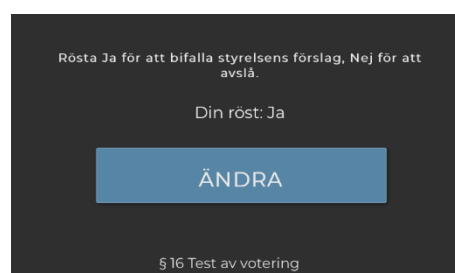 Rösta Ja för att bifalla styrelsens förslag, Nej för att
avslå.
Din röst: Ja
ÄNDRA
§ 16 Test av votering